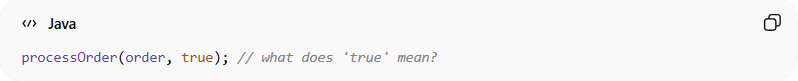 </> Java
processOrder(order, true); // what does 'true' mean?